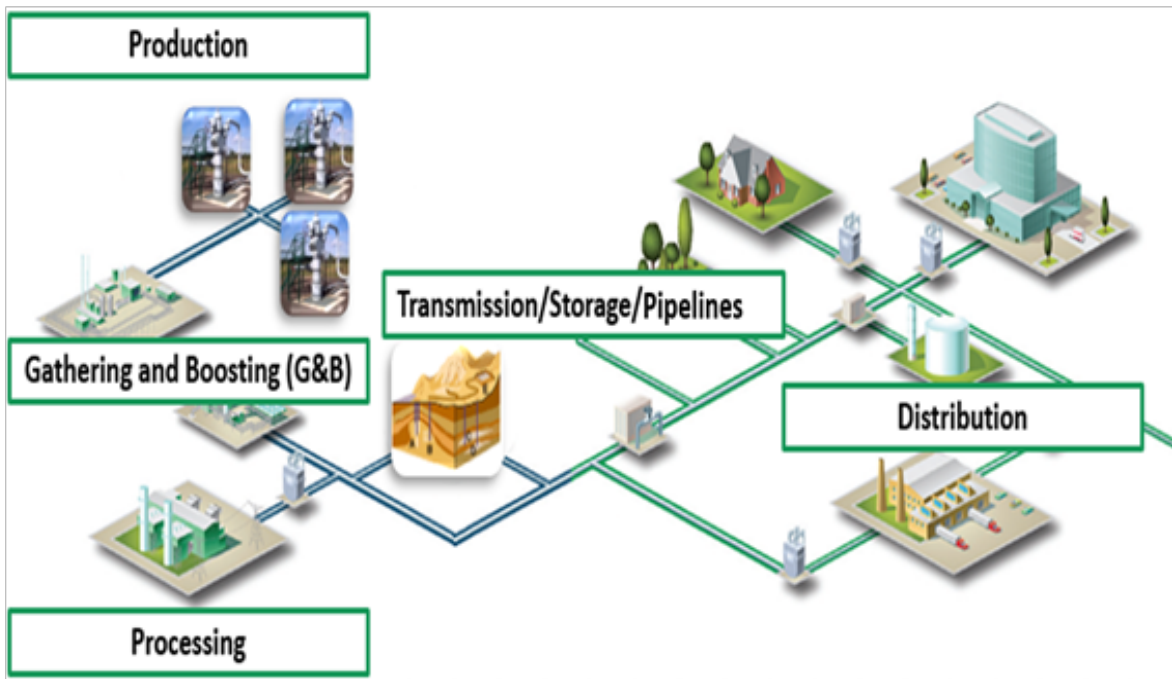 Production
Transmission/Storage/Pipelines
Gathering and Boosting (G&B)
Distribution
Processing